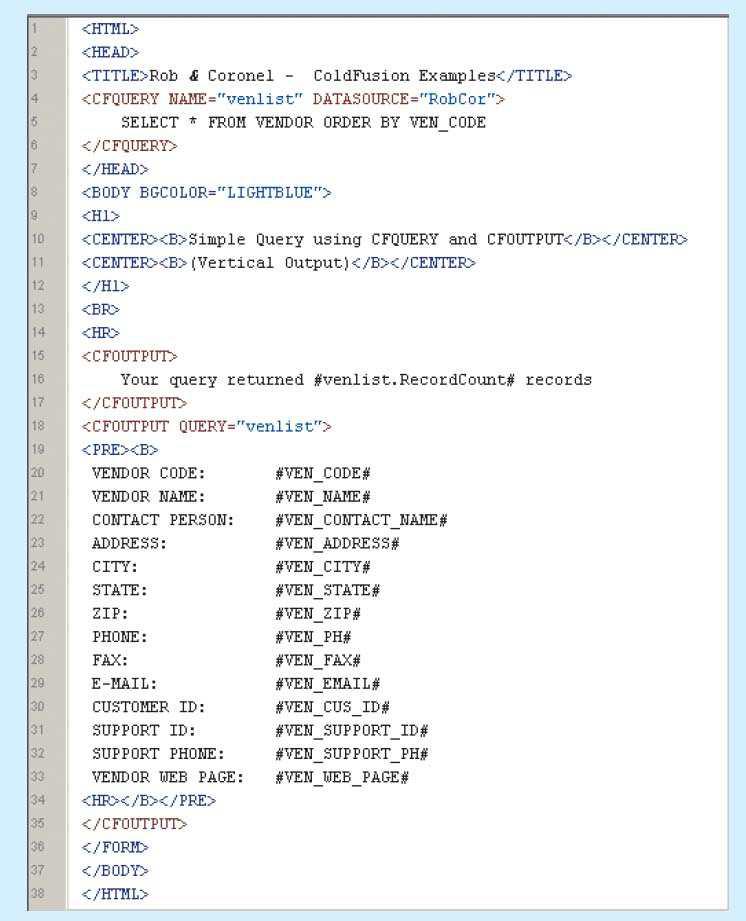 1 <HTML>
2 <HEAD>
3 <TITLE>Rob & Coronel -  ColdFusion Examples</TITLE>
4 <CFQUERY NAME="venlist" DATASOURCE="RobCor">
5     SELECT * FROM VENDOR ORDER BY VEN_CODE
6 </CFQUERY>
7 </HEAD>
8 <BODY BGCOLOR="LIGHTBLUE">
9 <H1>
10 <CENTER><B>Simple Query using CFQUERY and CFOUTPUT</B></CENTER>
11 <CENTER><B>(Vertical Output)</B></CENTER>
12 </H1>
13 <BR>
14 <HR>
15 <CFOUTPUT>
16     Your query returned #venlist.RecordCount# records
17 </CFOUTPUT>
18 <CFOUTPUT QUERY="venlist">
19 <PRE><B>
20  VENDOR CODE:       #VEN_CODE#
21  VENDOR NAME:       #VEN_NAME#
22  CONTACT PERSON:    #VEN_CONTACT_NAME#
23  ADDRESS:           #VEN_ADDRESS#
24  CITY:              #VEN_CITY#
25  STATE:             #VEN_STATE#
26  ZIP:               #VEN_ZIP#
27  PHONE:             #VEN_PH#
28  FAX:               #VEN_FAX#
29  E-MAIL:            #VEN_EMAIL#
30  CUSTOMER ID:       #VEN_CUS_ID#
31  SUPPORT ID:        #VEN_SUPPORT_ID#
32  SUPPORT PHONE:     #VEN_SUPPORT_PH#
33  VENDOR WEB PAGE:   #VEN_WEB_PAGE#
34 <HR></B></PRE>
35 </CFOUTPUT>
36 </FORM>
37 </BODY>
38 </HTML>